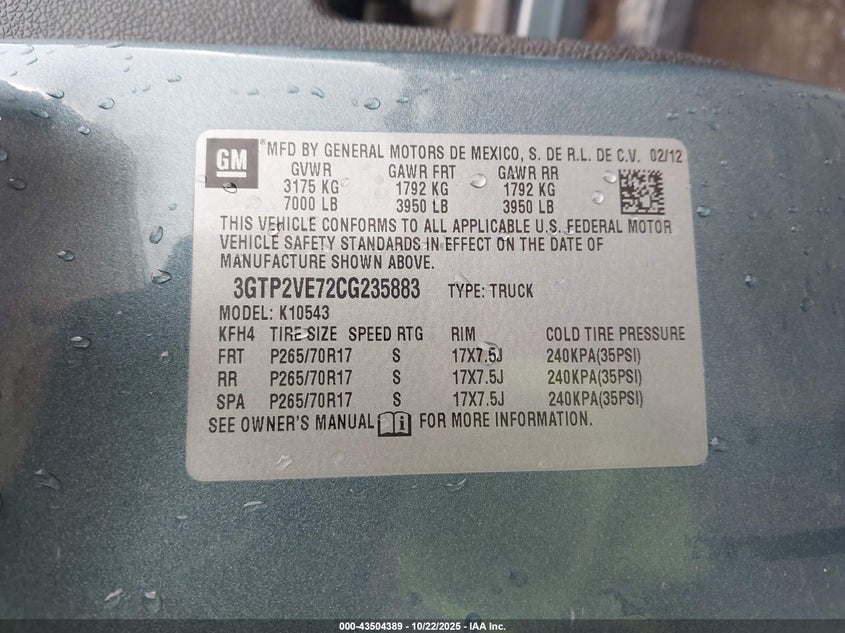 GM ® MFD BY GENERAL MOTORS DE MEXICO, S. DE R.L. DE C.V. 02/12
GVWR GAWR FRT GAWR RR
3175 KG 1792 KG 1792 KG
7000 LB 3950 LB 3950 LB
THIS VEHICLE CONFORMS TO ALL APPLICABLE U.S. FEDERAL MOTOR
VEHICLE SAFETY STANDARDS IN EFFECT ON THE DATE OF
MANUFACTURE SHOWN ABOVE.
3GTP2VE72CG235883 TYPE: TRUCK
MODEL: K10543
KFH4 TIRE SIZE SPEED RTG RIM COLD TIRE PRESSURE
FRT P265/70R17 S 17X7.5J 240KPA(35PSI)
RR P265/70R17 S 17X7.5J 240KPA(35PSI)
SPA P265/70R17 S 17X7.5J 240KPA(35PSI)
SEE OWNER'S MANUAL FOR MORE INFORMATION.
000-43504389 - 10/22/2025 - IAA Inc.